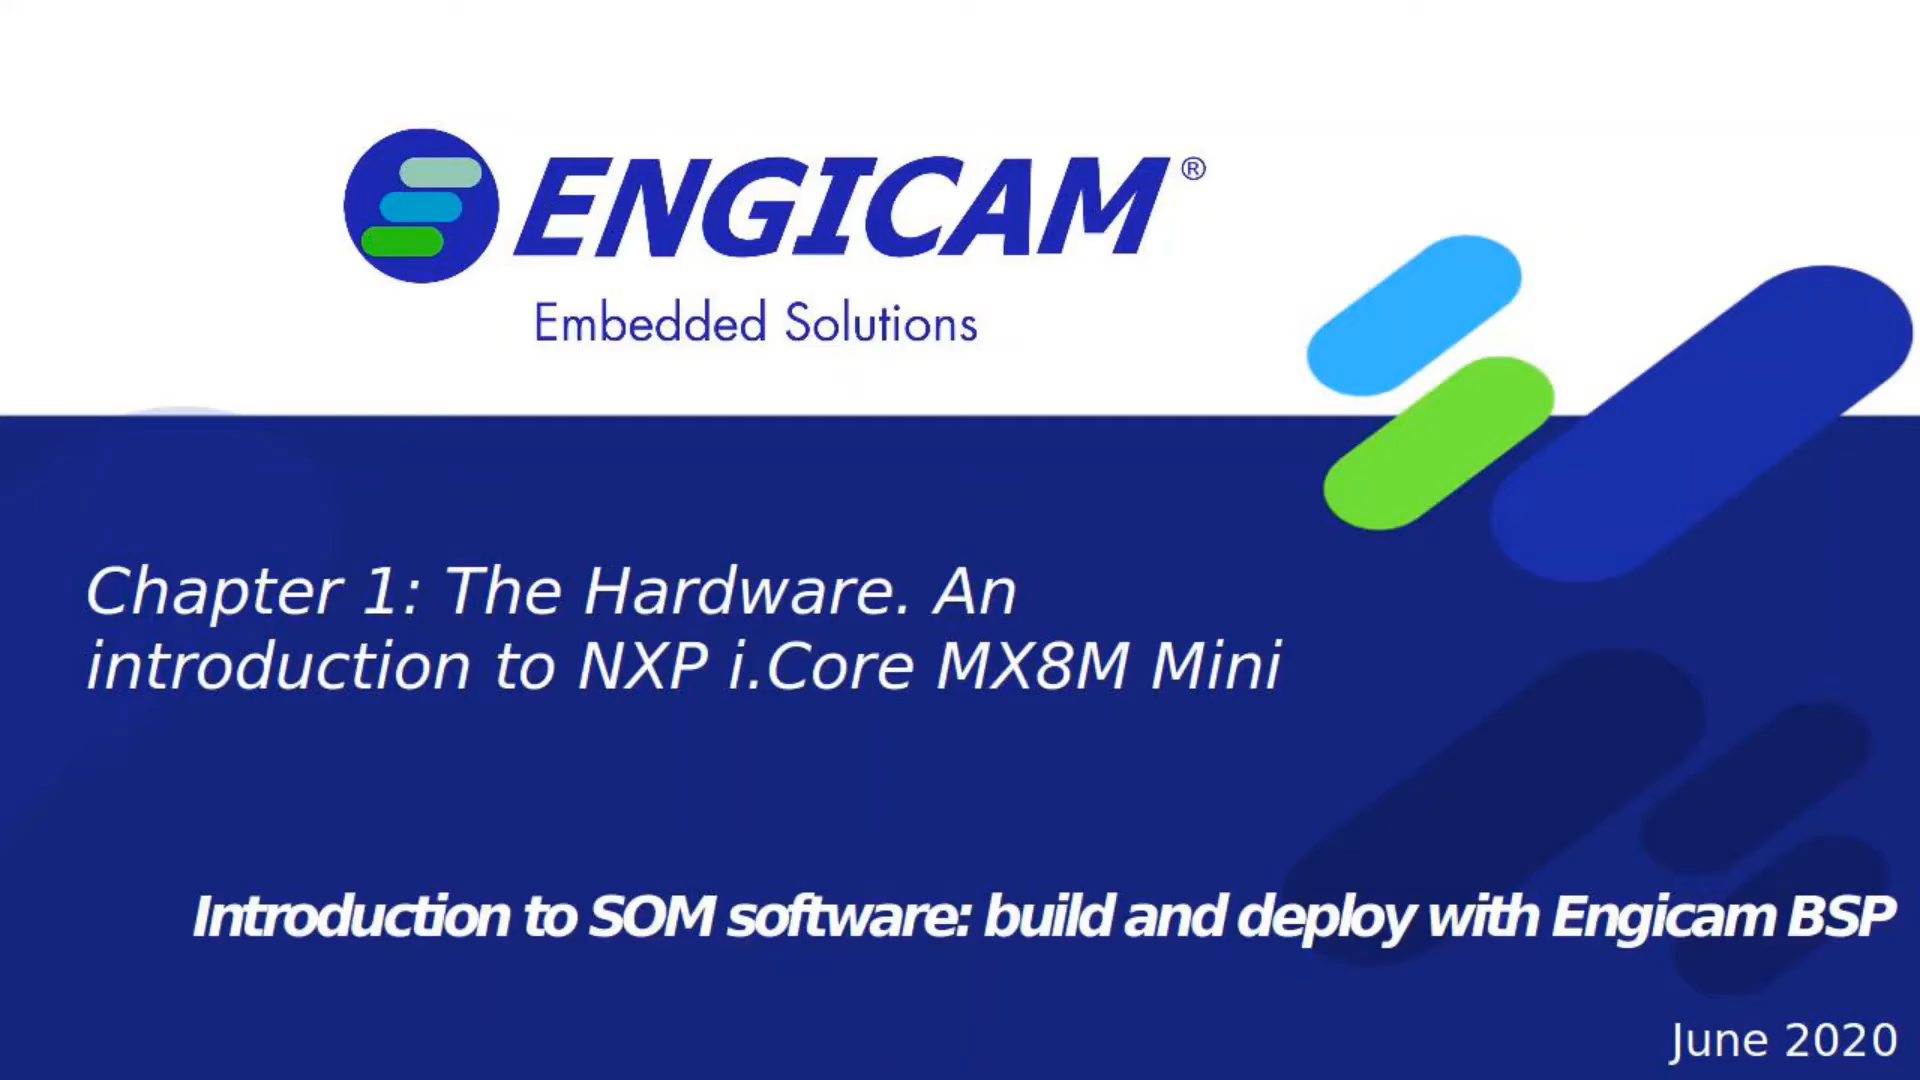 ENGICAM®
Embedded Solutions
Chapter 1: The Hardware. An
introduction to NXP i.Core MX8M Mini
Introduction to SOM software: build and deploy with Engicam BSP
June 2020